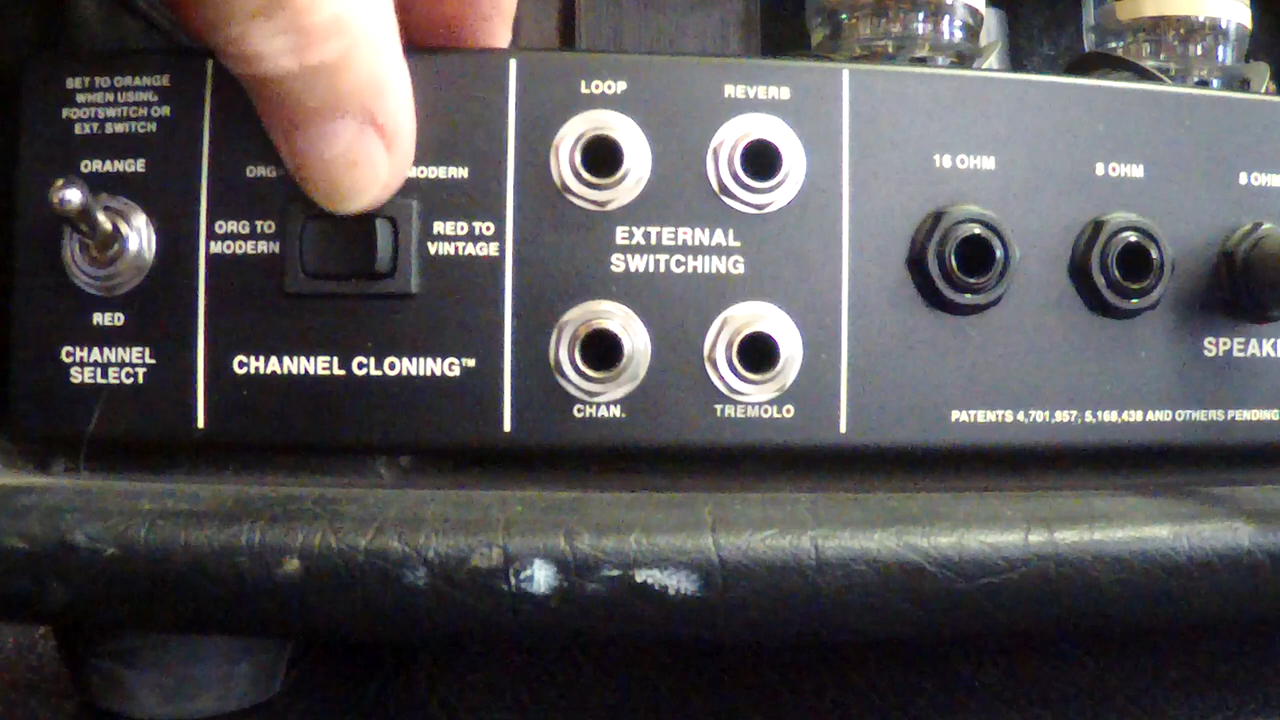 SET TO ORANGE
WHEN USING
FOOTSWITCH OR
EXT. SWITCH
ORANGE
RED
CHANNEL
SELECT
ORG
MODERN
ORG TO
MODERN
RED TO
VINTAGE
CHANNEL CLONING™
LOOP
REVERB
EXTERNAL
SWITCHING
CHAN.
TREMOLO
16 OHM
8 OHM
SPEAK
PATENTS 4,701,957; 5,168,438 AND OTHERS PENDING